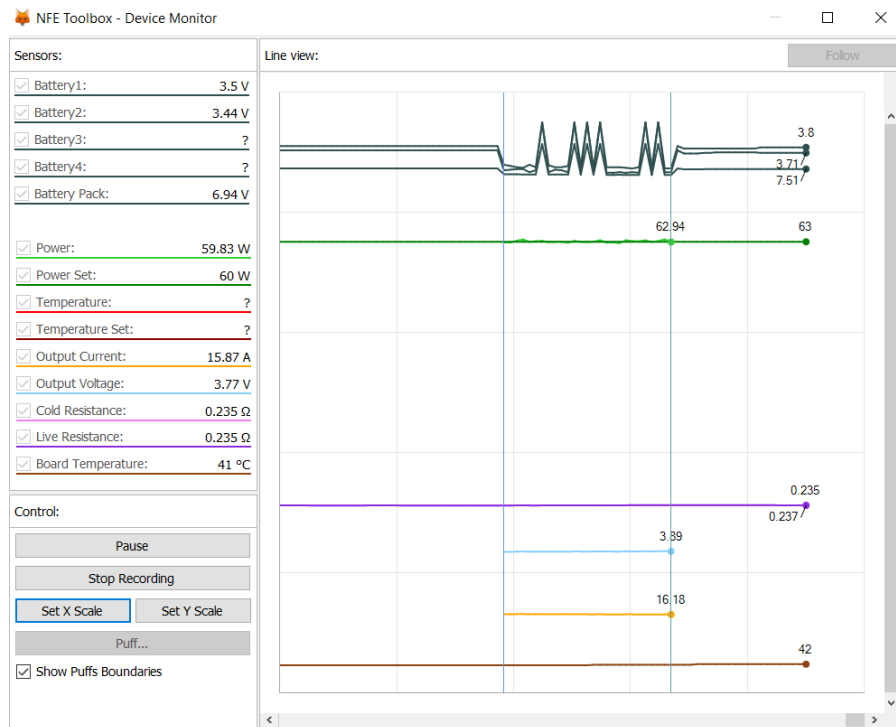 NFE Toolbox - Device Monitor
Sensors:
Battery1: 3.5 V
Battery2: 3.44 V
Battery3: ?
Battery4: ?
Battery Pack: 6.94 V
Power: 59.83 W
Power Set: 60 W
Temperature: ?
Temperature Set: ?
Output Current: 15.87 A
Output Voltage: 3.77 V
Cold Resistance: 0.235 Ω
Live Resistance: 0.235 Ω
Board Temperature: 41 °C
Control:
Pause
Stop Recording
Set X Scale Set Y Scale
Puff...
Show Puffs Boundaries
Line view:
Follow
3.8
3.71
7.51
62.94 63
0.235
0.237
3.89
16.18
42